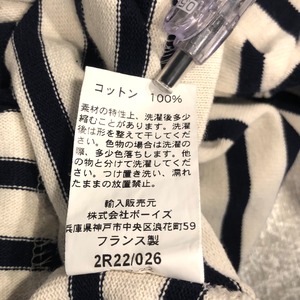 コットン 100%
素材の特性上、洗濯後多少
縮むことがあります。洗濯
後は形を整えて干してくだ
さい。色物の場合は洗濯の
際、多少色落ちします。他
の物と分けて洗濯してくだ
さい。つけ置き洗い、濡れ
たままの放置禁止。
輸入販売元
株式会社ボーイズ
兵庫県神戸市中央区浪花町59
フランス製
2R22/026